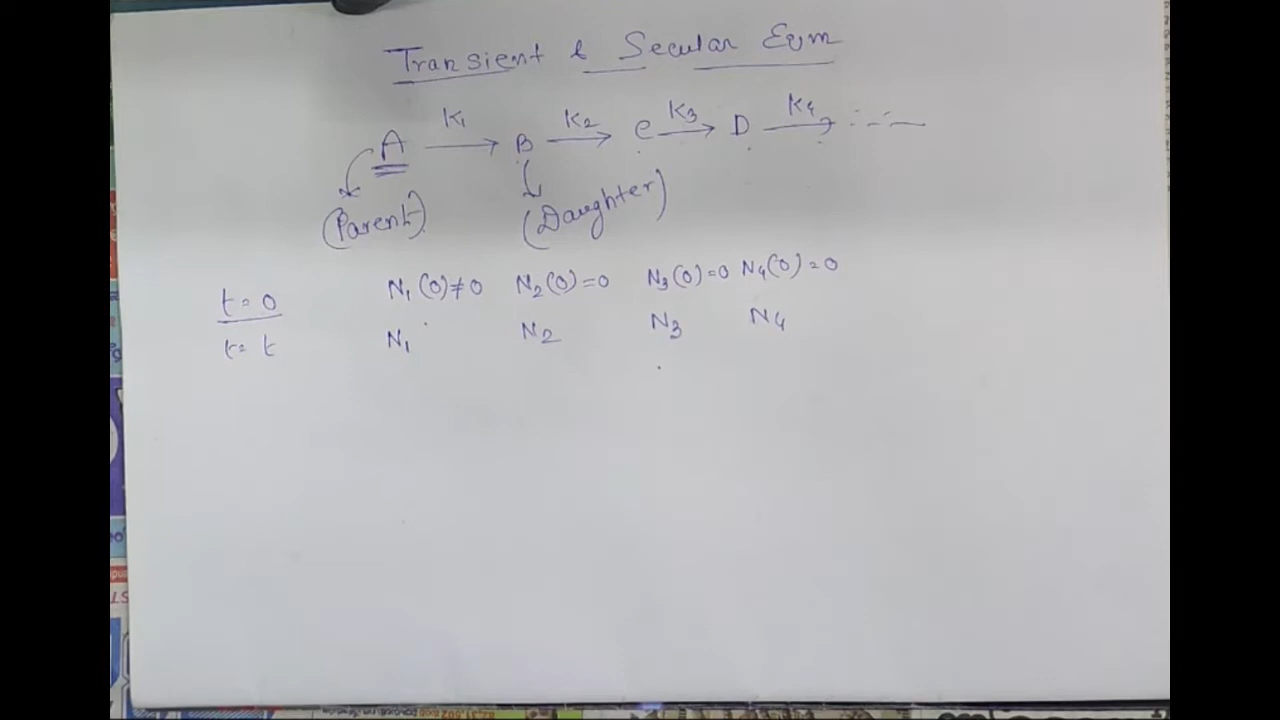 Transient & Secular Eqm
A K1→ B K2→ C K3→ D K4→
(Parent) (Daughter)
t=0 N1(0)≠0 N2(0)=0 N3(0)=0 N4(0)=0
t=t N1 N2 N3 N4